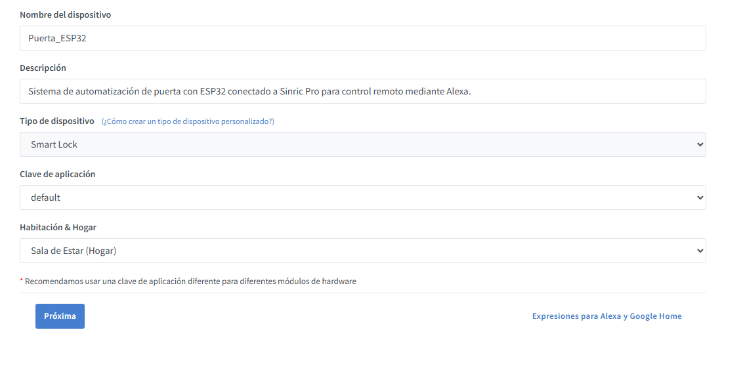 Nombre del dispositivo
Puerta_ESP32
Descripción
Sistema de automatización de puerta con ESP32 conectado a Sinric Pro para control remoto mediante Alexa.
Tipo de dispositivo (¿Cómo crear un tipo de dispositivo personalizado?)
Smart Lock
Clave de aplicación
default
Habitación & Hogar
Sala de Estar (Hogar)
* Recomendamos usar una clave de aplicación diferente para diferentes módulos de hardware
Próxima Expresiones para Alexa y Google Home